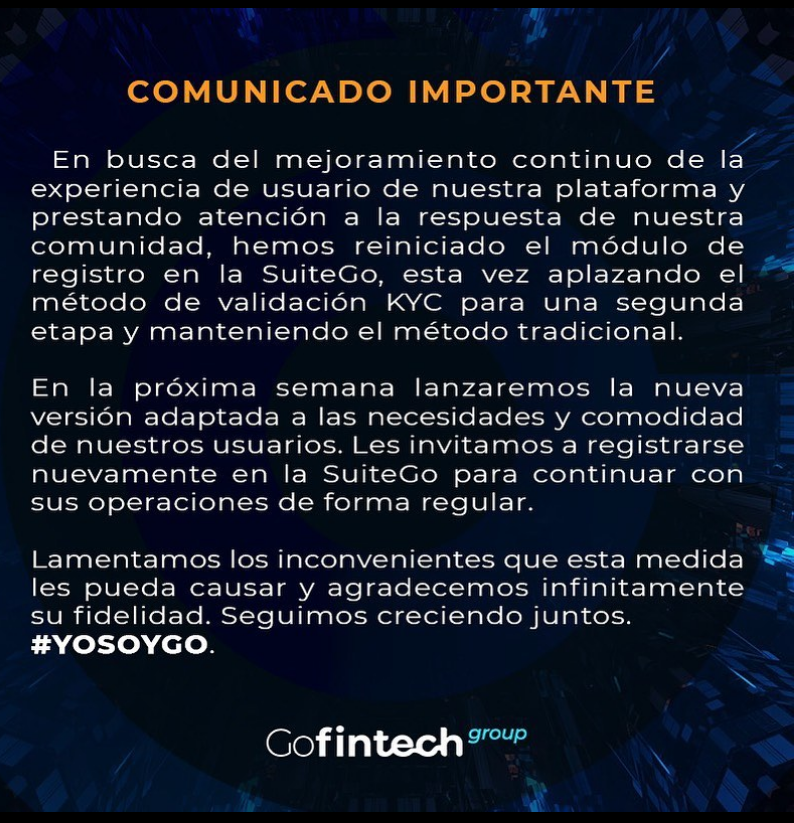 COMUNICADO IMPORTANTE
En busca del mejoramiento continuo de la
experiencia de usuario de nuestra plataforma y
prestando atención a la respuesta de nuestra
comunidad, hemos reiniciado el módulo de
registro en la SuiteGo, esta vez aplazando el
método de validación KYC para una segunda
etapa y manteniendo el método tradicional.
En la próxima semana lanzaremos la nueva
versión adaptada a las necesidades y comodidad
de nuestros usuarios. Les invitamos a registrarse
nuevamente en la SuiteGo para continuar con
sus operaciones de forma regular.
Lamentamos los inconvenientes que esta medida
les pueda causar y agradecemos infinitamente
su fidelidad. Seguimos creciendo juntos.
#YOSOYGO.
Gofintech group